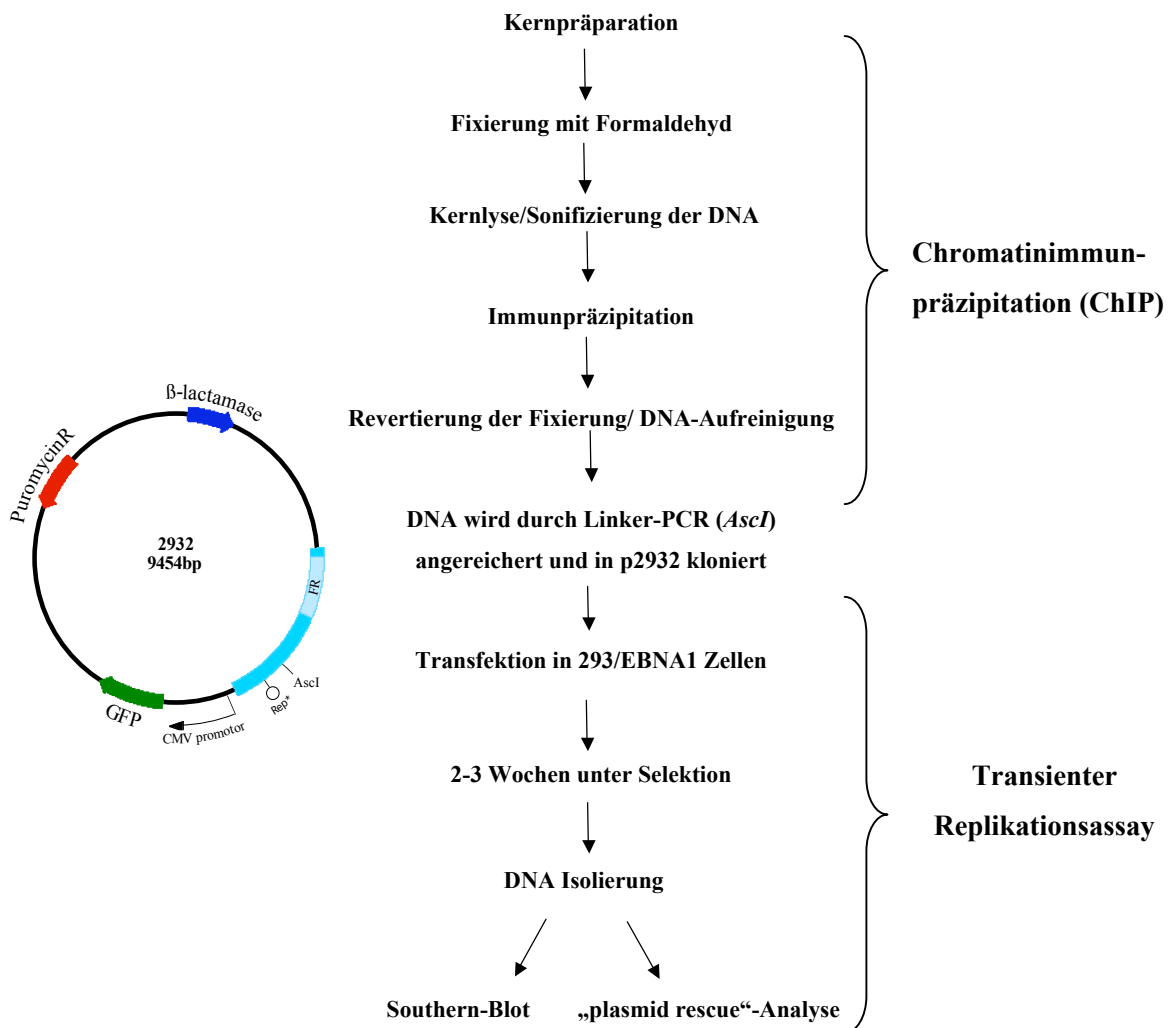 Kernpräparation
Fixierung mit Formaldehyd
Kernlyse/Sonifizierung der DNA
Immunpräzipitation
Revertierung der Fixierung/ DNA-Aufreinigung
DNA wird durch Linker-PCR (AscI)
angereichert und in p2932 kloniert
Transfektion in 293/EBNA1 Zellen
2-3 Wochen unter Selektion
DNA Isolierung
Southern-Blot
„plasmid rescue“-Analyse
Chromatinimmun-
präzipitation (ChIP)
Transienter
Replikationsassay
ß-lactamase
PuromycinR
2932
9454bp
FR
AscI
Rep*
CMV promotor
GFP